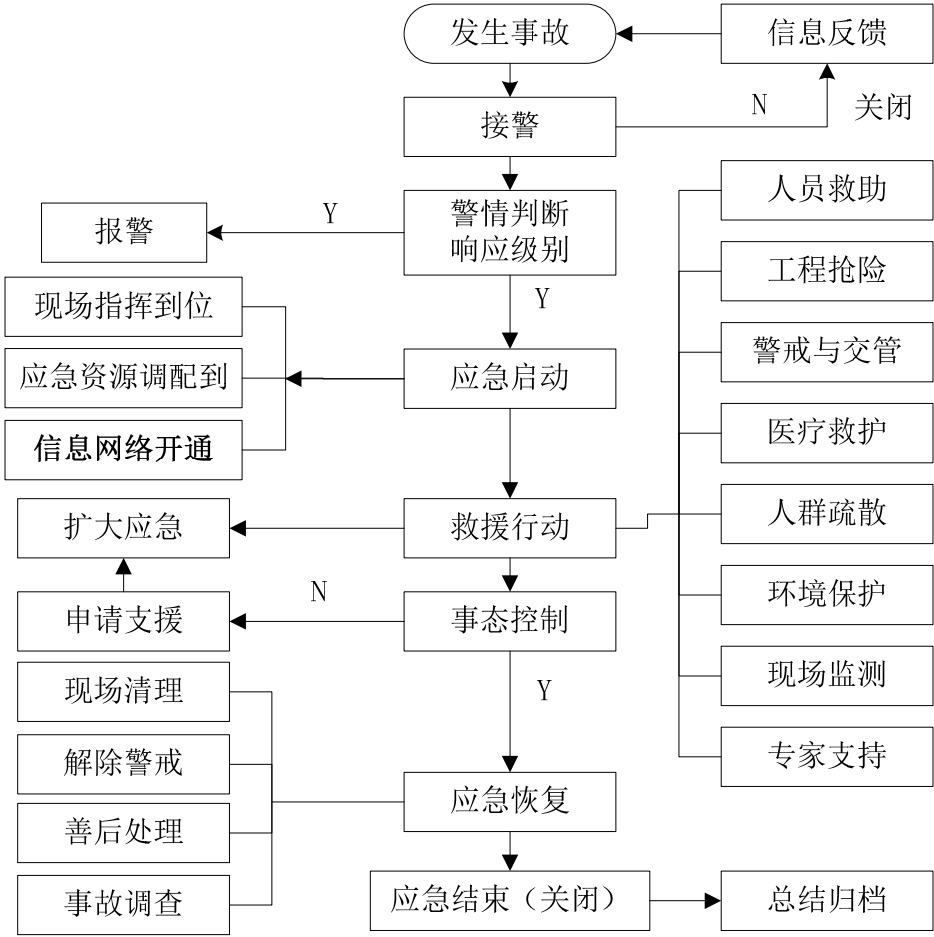 发生事故
信息反馈
接警
N
关闭
人员救助
警情判断
响应级别
Y
报警
工程抢险
现场指挥到位
Y
警戒与交管
应急资源调配到
应急启动
医疗救护
信息网络开通
扩大应急
救援行动
人群疏散
环境保护
N
申请支援
事态控制
现场监测
现场清理
Y
专家支持
解除警戒
应急恢复
善后处理
事故调查
应急结束（关闭）
总结归档